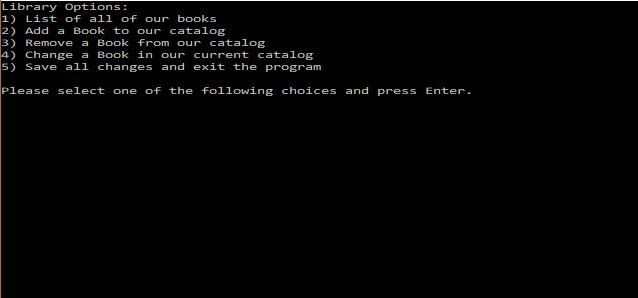 Library Options:
1) List of all of our books
2) Add a Book to our catalog
3) Remove a Book from our catalog
4) Change a Book in our current catalog
5) Save all changes and exit the program
Please select one of the following choices and press Enter.